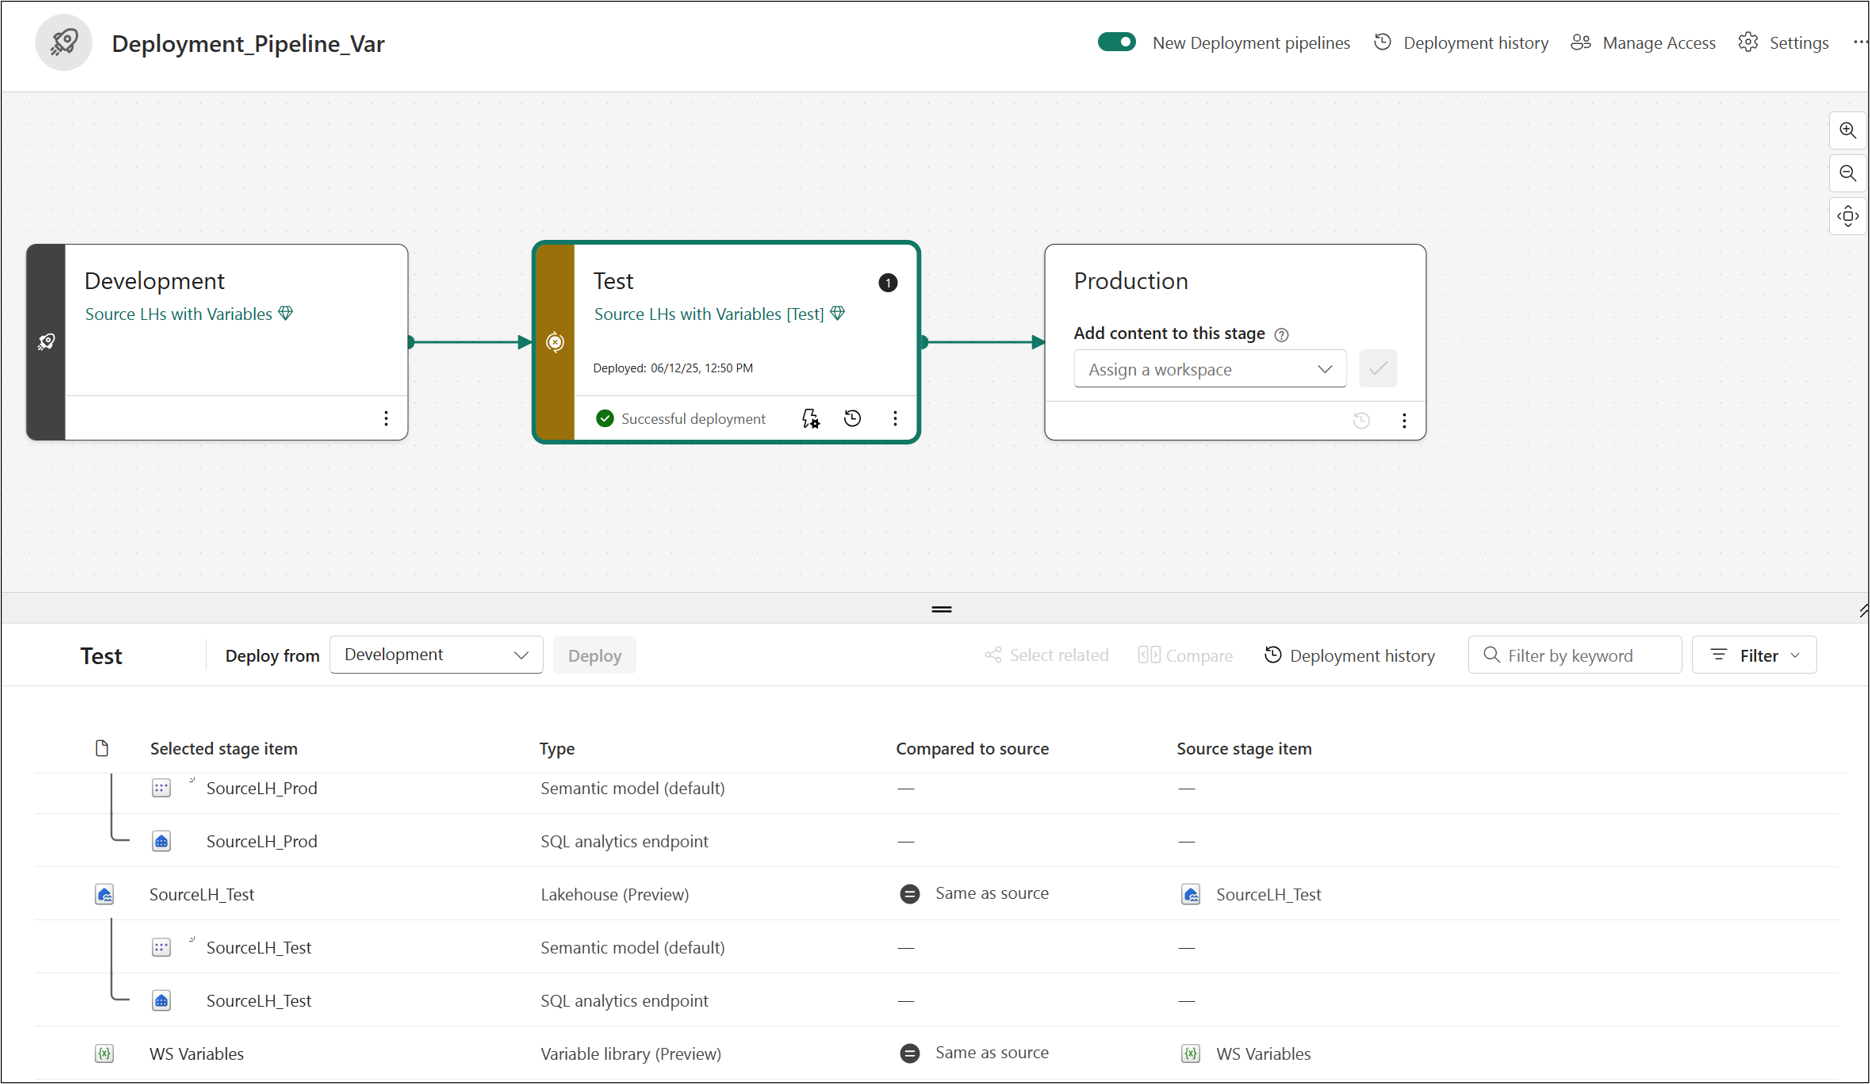 Deployment_Pipeline_Var
New Deployment pipelines
Deployment history
Manage Access
Settings
Development
Source LHs with Variables
Test
1
Source LHs with Variables [Test]
Deployed: 06/12/25, 12:50 PM
Successful deployment
Production
Add content to this stage
Assign a workspace
Test
Deploy from
Development
Deploy
Select related
Compare
Deployment history
Filter by keyword
Filter
Selected stage item Type Compared to source Source stage item
SourceLH_Prod Semantic model (default) — —
SourceLH_Prod SQL analytics endpoint — —
SourceLH_Test Lakehouse (Preview) Same as source SourceLH_Test
SourceLH_Test Semantic model (default) — —
SourceLH_Test SQL analytics endpoint — —
WS Variables Variable library (Preview) Same as source WS Variables